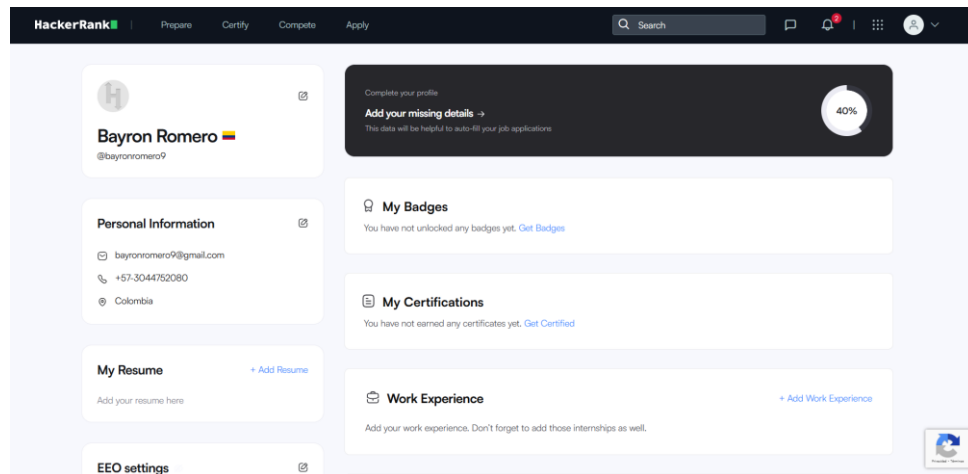 HackerRank
Prepare
Certify
Compete
Apply
Search
2
Bayron Romero
@bayronromero9
Personal Information
bayronromero9@gmail.com
+57-3044752080
Colombia
My Resume
+ Add Resume
Add your resume here
EEO settings
Complete your profile
Add your missing details →
This data will be helpful to auto-fill your job applications
40%
My Badges
You have not unlocked any badges yet. Get Badges
My Certifications
You have not earned any certificates yet. Get Certified
Work Experience
+ Add Work Experience
Add your work experience. Don't forget to add those internships as well.